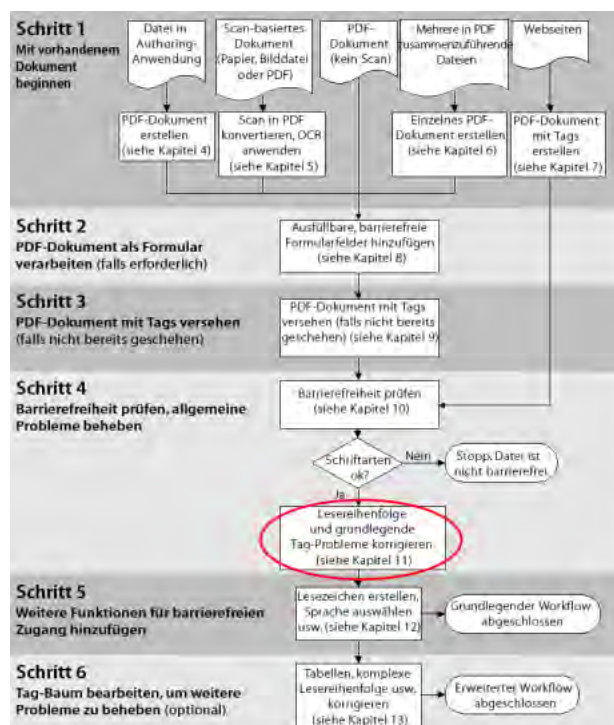 Schritt 1
Mit vorhandenem
Dokument
beginnen
Datei in
Authoring-
Anwendung
Scan-basiertes
Dokument
(Papier, Bilddatei
oder PDF)
PDF-
Dokument
(kein Scan)
Mehrere in PDF
zusammenzuführende
Dateien
Webseiten
PDF-Dokument
erstellen
(siehe Kapitel 4)
Scan in PDF
konvertieren, OCR
anwenden
(siehe Kapitel 5)
Einzelnes PDF-
Dokument erstellen
(siehe Kapitel 6)
PDF-Dokument
mit Tags
erstellen
(siehe Kapitel 7)
Schritt 2
PDF-Dokument als Formular
verarbeiten (falls erforderlich)
Ausfüllbare, barrierefreie
Formularfelder hinzufügen
(siehe Kapitel 8)
Schritt 3
PDF-Dokument mit Tags versehen
(falls nicht bereits geschehen)
PDF-Dokument mit Tags
versehen (falls nicht bereits
geschehen) (siehe Kapitel 9)
Schritt 4
Barrierefreiheit prüfen, allgemeine
Probleme beheben
Barrierefreiheit prüfen
(siehe Kapitel 10)
Schriftarten
ok?
Nein
Stopp. Datei ist
nicht barrierefrei
Ja
Lesereihenfolge
und grundlegende
Tag-Probleme korrigieren
(siehe Kapitel 11)
Schritt 5
Weitere Funktionen für barrierefreien
Zugang hinzufügen
Lesezeichen erstellen,
Sprache auswählen
usw. (siehe Kapitel 12)
Grundlegender Workflow
abgeschlossen
Schritt 6
Tag-Baum bearbeiten, um weitere
Probleme zu beheben (optional)
Tabellen, komplexe
Lesereihenfolge usw.
korrigieren
(siehe Kapitel 13)
Erweiterter Workflow
abgeschlossen